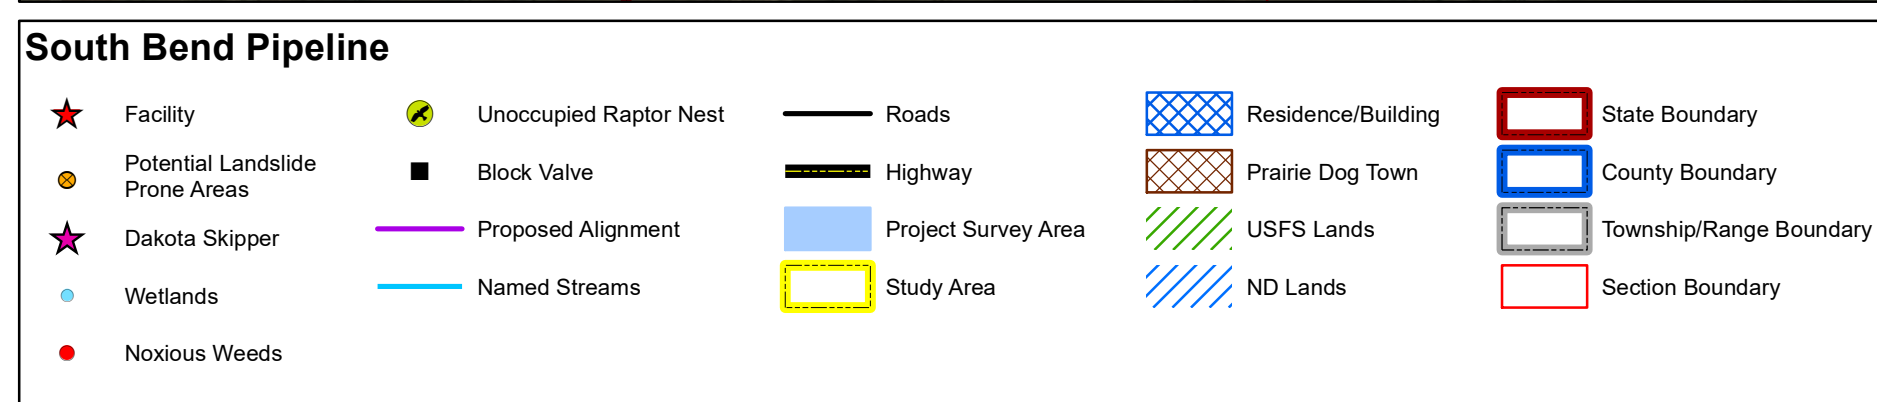 South Bend Pipeline
Facility
Potential Landslide
Prone Areas
Dakota Skipper
Wetlands
Noxious Weeds
Unoccupied Raptor Nest
Block Valve
Proposed Alignment
Named Streams
Roads
Highway
Project Survey Area
Study Area
Residence/Building
Prairie Dog Town
USFS Lands
ND Lands
State Boundary
County Boundary
Township/Range Boundary
Section Boundary